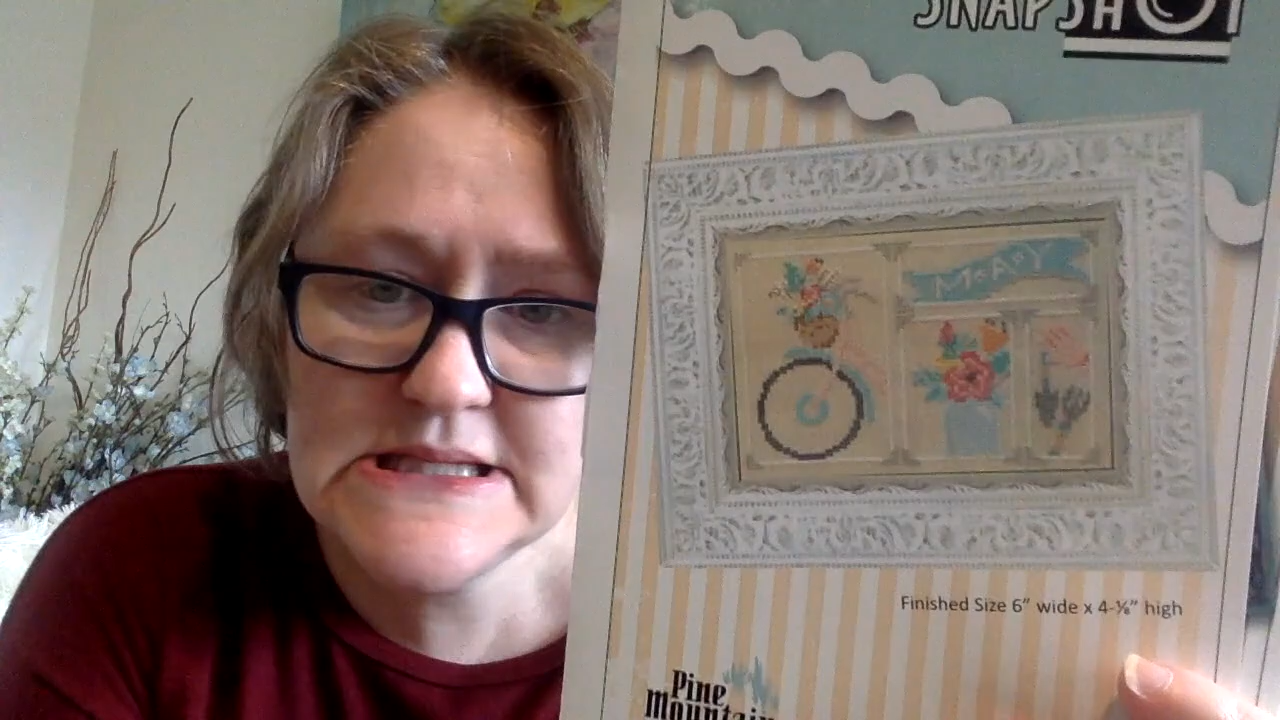 SNAPSHOT
MAY
Finished Size 6" wide x 4-⅛" high
Pine
Mountain